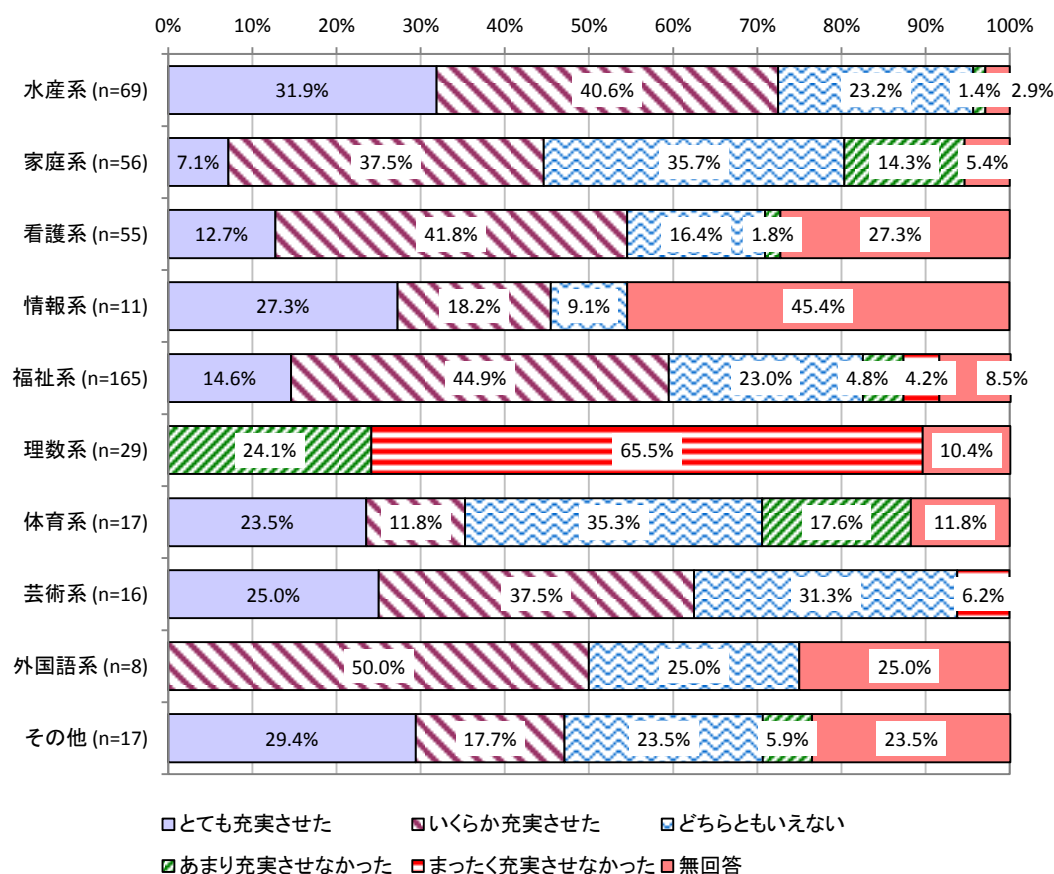 0% 10% 20% 30% 40% 50% 60% 70% 80% 90% 100%
水産系 (n=69) 31.9% 40.6% 23.2% 1.4% 2.9%
家庭系 (n=56) 7.1% 37.5% 35.7% 14.3% 5.4%
看護系 (n=55) 12.7% 41.8% 16.4% 1.8% 27.3%
情報系 (n=11) 27.3% 18.2% 9.1% 45.4%
福祉系 (n=165) 14.6% 44.9% 23.0% 4.8% 4.2% 8.5%
理数系 (n=29) 24.1% 65.5% 10.4%
体育系 (n=17) 23.5% 11.8% 35.3% 17.6% 11.8%
芸術系 (n=16) 25.0% 37.5% 31.3% 6.2%
外国語系 (n=8) 50.0% 25.0% 25.0%
その他 (n=17) 29.4% 17.7% 23.5% 5.9% 23.5%
とても充実させた いくらか充実させた どちらともいえない
あまり充実させなかった まったく充実させなかった 無回答